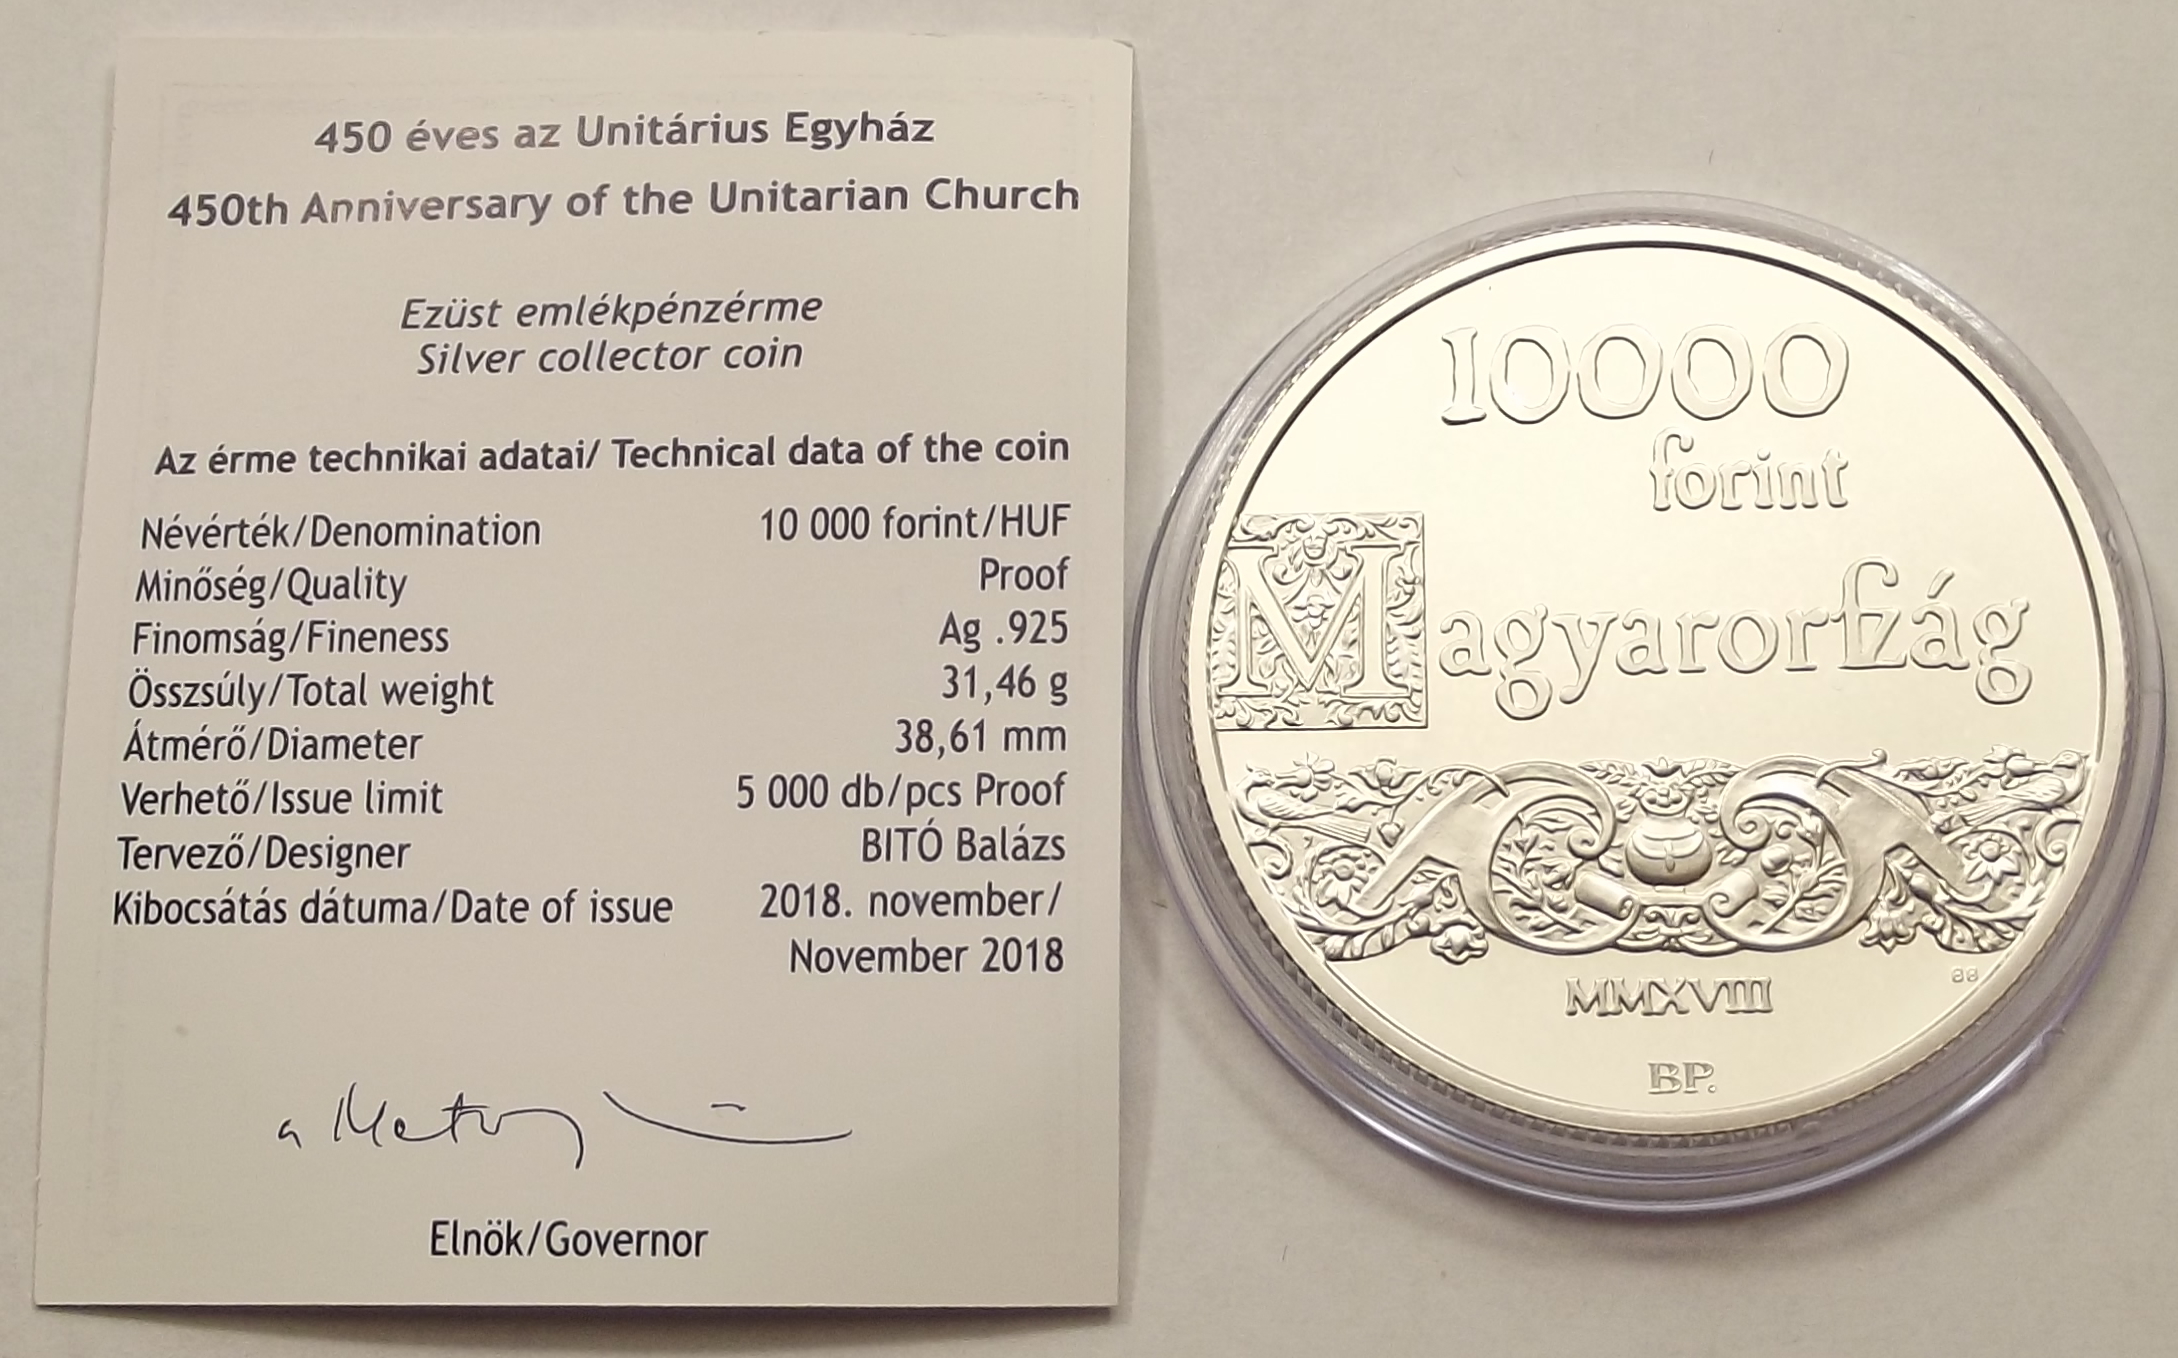 450 éves az Unitárius Egyház
450th Anniversary of the Unitarian Church
Ezüst emlékpénzérme
Silver collector coin
Az érme technikai adatai/ Technical data of the coin
Névérték/Denomination 10 000 forint/HUF
Minőség/Quality Proof
Finomság/Fineness Ag .925
Összsúly/Total weight 31,46 g
Átmérő/Diameter 38,61 mm
Verhető/Issue limit 5 000 db/pcs Proof
Tervező/Designer BITÓ Balázs
Kibocsátás dátuma/Date of issue 2018. november/
November 2018
Elnök/Governor
10000
forint
Magyarorſzág
MMXVIII
BB
BP.